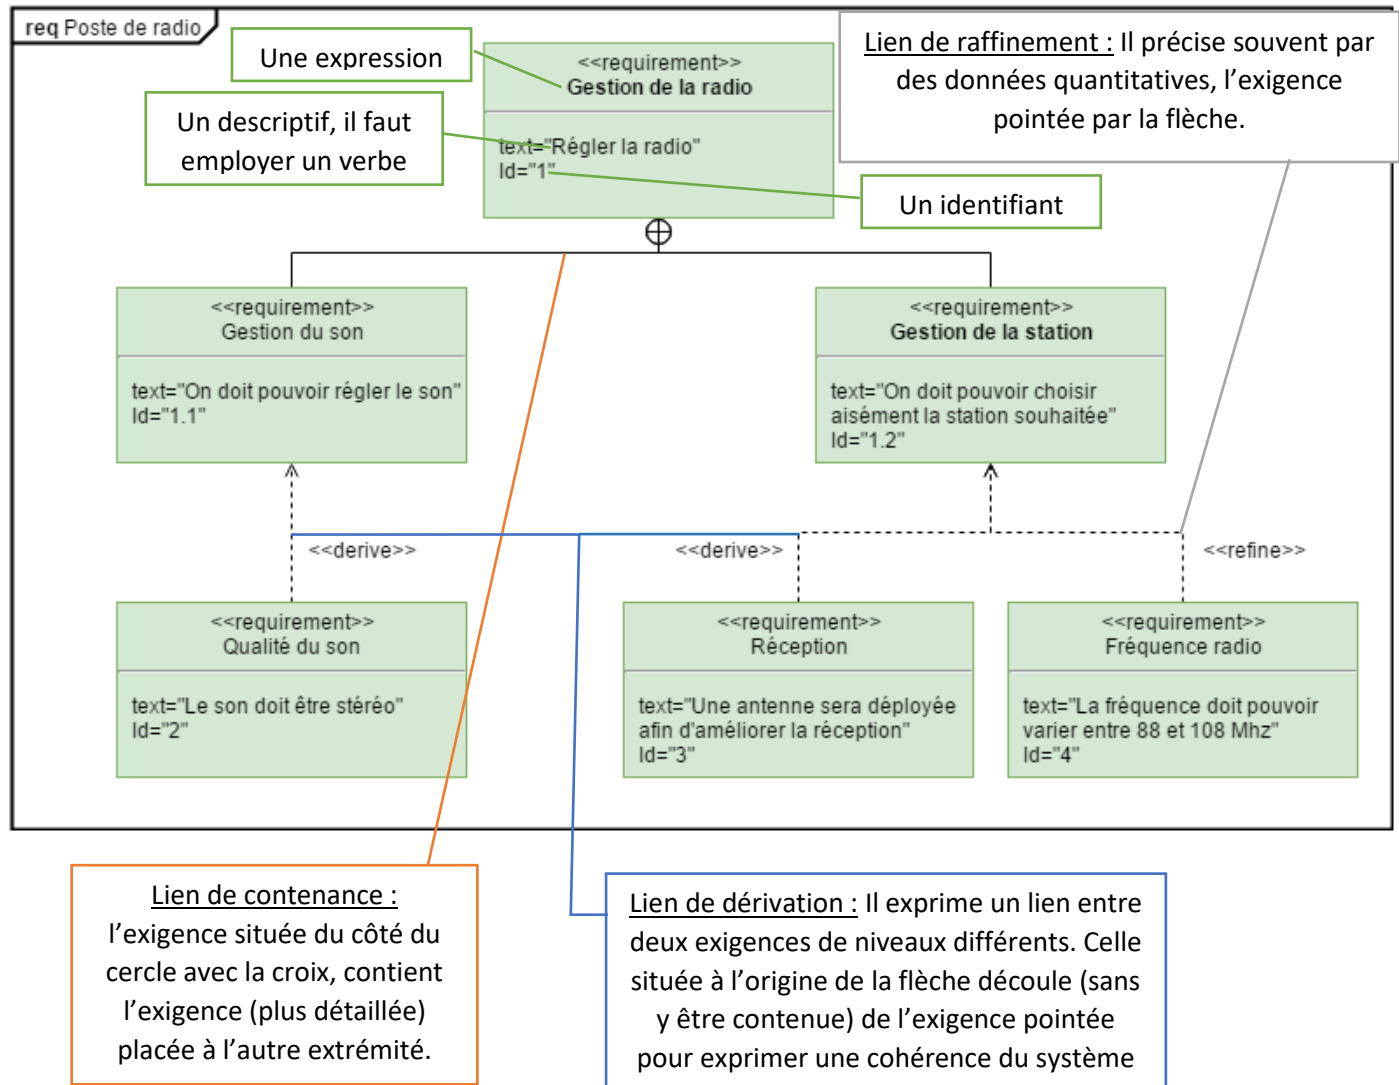 req Poste de radio
Une expression
<<requirement>>
Gestion de la radio
Lien de raffinement : Il précise souvent par
des données quantitatives, l’exigence
pointée par la flèche.
Un descriptif, il faut
employer un verbe
text="Régler la radio"
Id="1"
Un identifiant
<<requirement>>
Gestion du son
text="On doit pouvoir régler le son"
Id="1.1"
<<requirement>>
Gestion de la station
text="On doit pouvoir choisir
aisément la station souhaitée"
Id="1.2"
<<derive>>
<<derive>>
<<refine>>
<<requirement>>
Qualité du son
text="Le son doit être stéréo"
Id="2"
<<requirement>>
Réception
text="Une antenne sera déployée
afin d'améliorer la réception"
Id="3"
<<requirement>>
Fréquence radio
text="La fréquence doit pouvoir
varier entre 88 et 108 Mhz"
Id="4"
Lien de contenance :
l’exigence située du côté du
cercle avec la croix, contient
l’exigence (plus détaillée)
placée à l’autre extrémité.
Lien de dérivation : Il exprime un lien entre
deux exigences de niveaux différents. Celle
située à l’origine de la flèche découle (sans
y être contenue) de l’exigence pointée
pour exprimer une cohérence du système